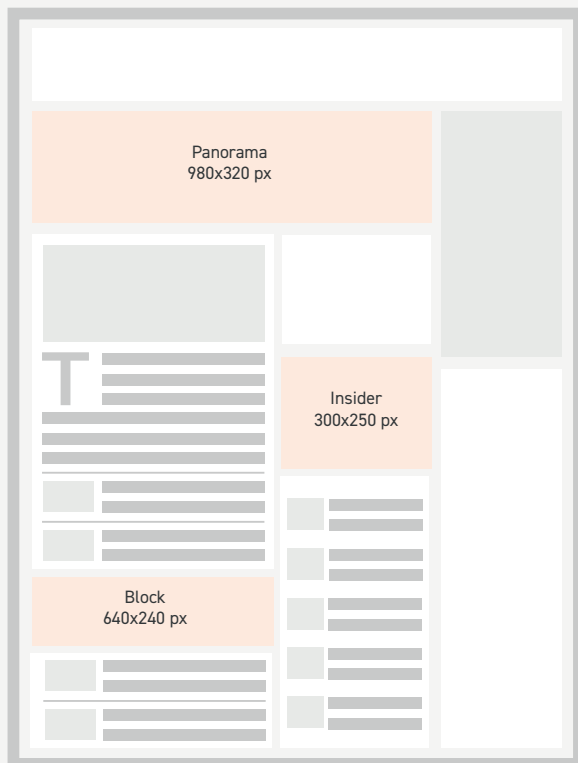 Panorama
980x320 px
T
Insider
300x250 px
Block
640x240 px